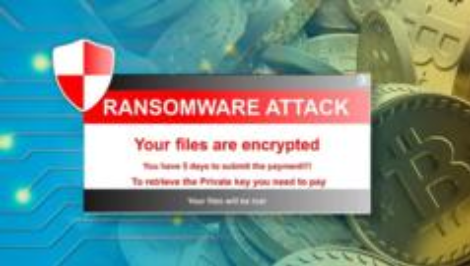 RANSOMWARE ATTACK
Your files are encrypted
You have 5 days to submit the payment!!!
To retrieve the Private key you need to pay
Your files will be lost